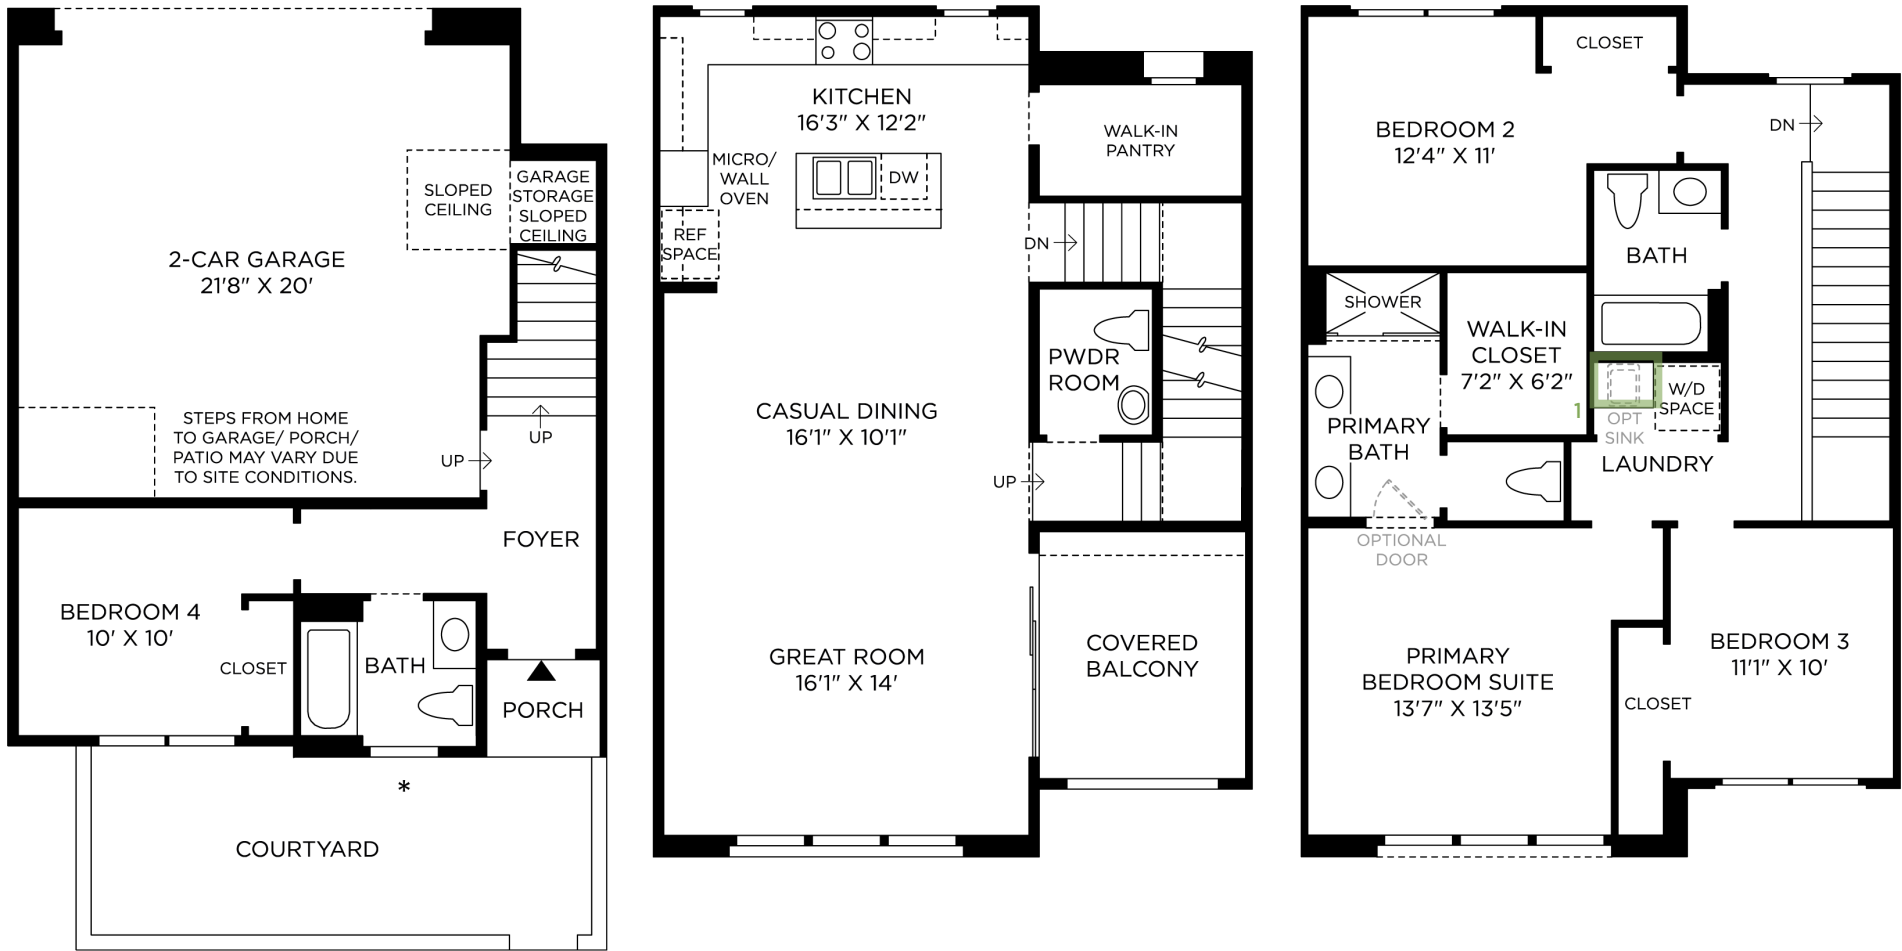 2-CAR GARAGE
21'8" X 20'
SLOPED
CEILING
GARAGE
STORAGE
SLOPED
CEILING
STEPS FROM HOME
TO GARAGE/ PORCH/
PATIO MAY VARY DUE
TO SITE CONDITIONS.
UP
UP
FOYER
BEDROOM 4
10' X 10'
CLOSET
BATH
PORCH
*
COURTYARD
KITCHEN
16'3" X 12'2"
MICRO/
WALL
OVEN
DW
REF
SPACE
WALK-IN
PANTRY
DN
PWDR
ROOM
CASUAL DINING
16'1" X 10'1"
UP
GREAT ROOM
16'1" X 14'
COVERED
BALCONY
CLOSET
BEDROOM 2
12'4" X 11'
DN
BATH
SHOWER
WALK-IN
CLOSET
7'2" X 6'2"
1
OPT
SINK
W/D
SPACE
PRIMARY
BATH
LAUNDRY
OPTIONAL
DOOR
PRIMARY
BEDROOM SUITE
13'7" X 13'5"
CLOSET
BEDROOM 3
11'1" X 10'